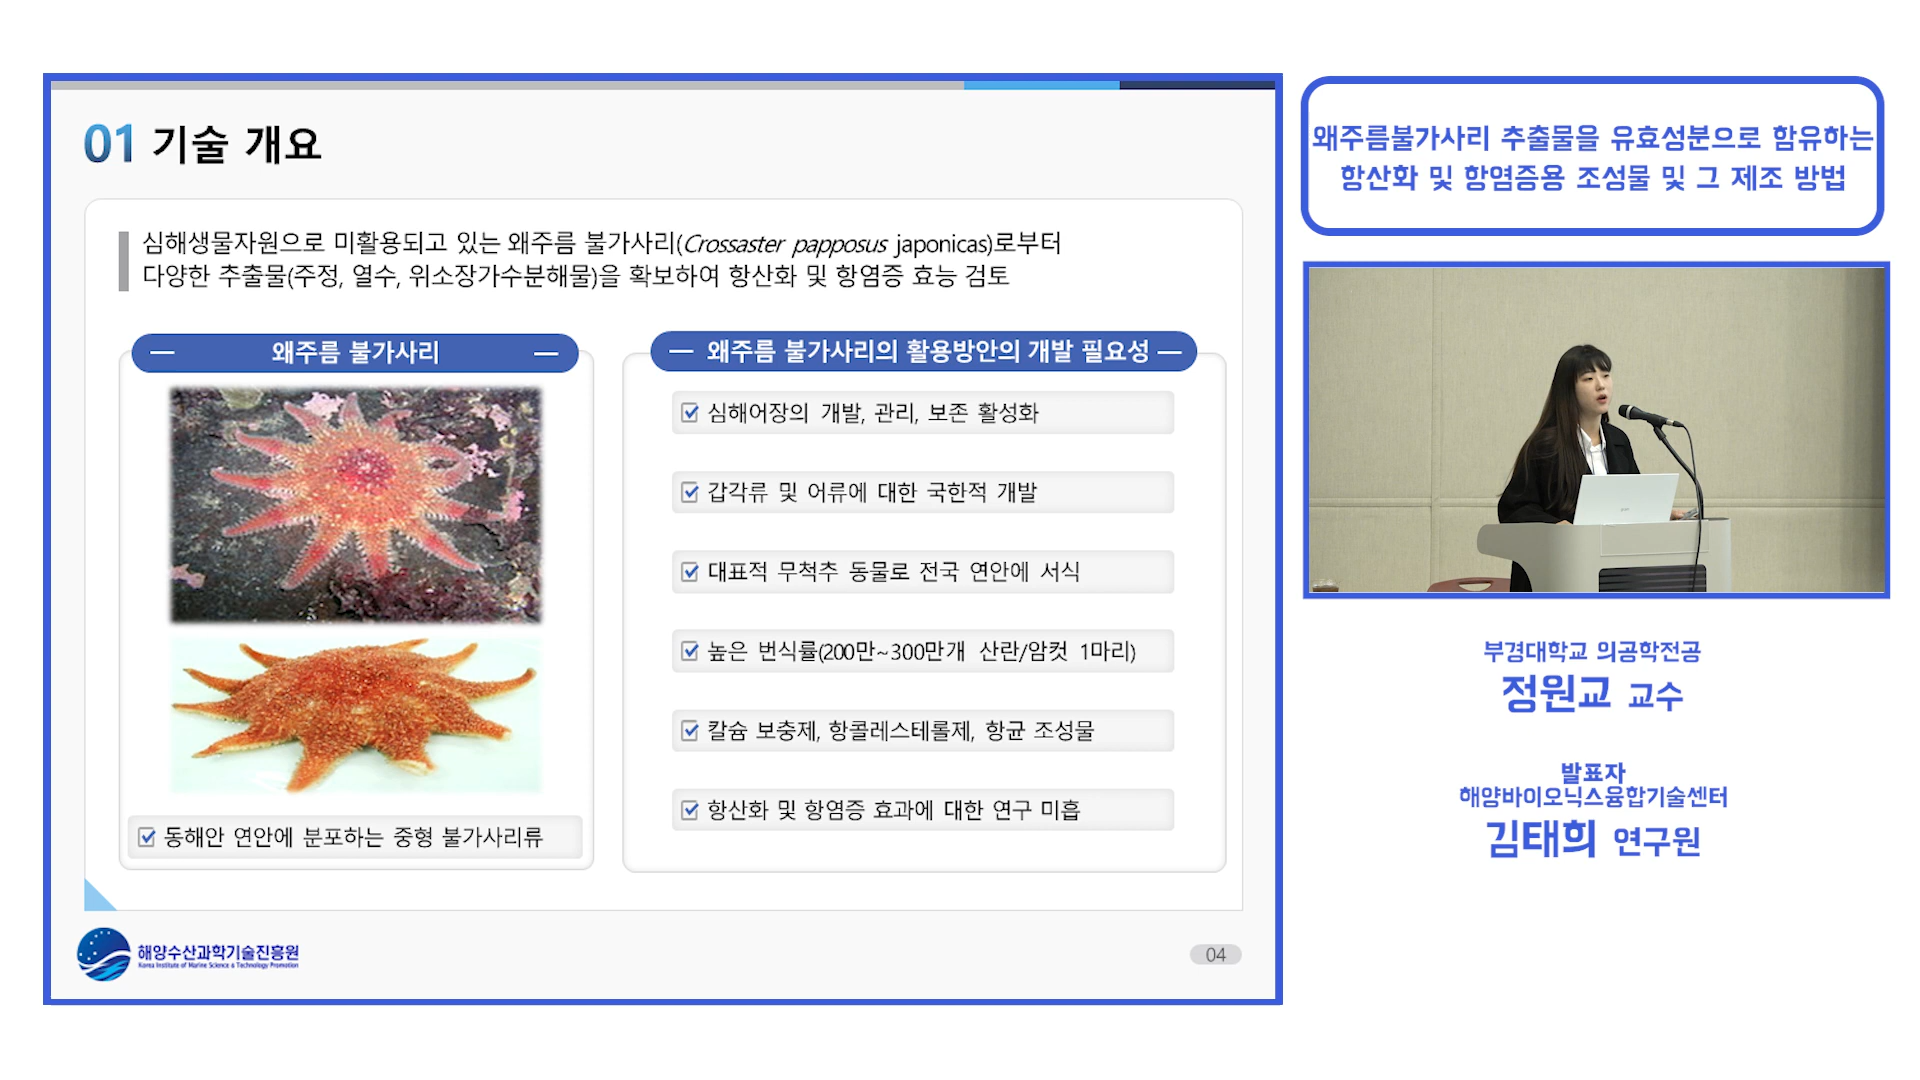 01 기술 개요
심해생물자원으로 미활용되고 있는 왜주름 불가사리(Crossaster papposus japonicas)로부터
다양한 추출물(주정, 열수, 위소장가수분해물)을 확보하여 항산화 및 항염증 효능 검토
왜주름 불가사리
동해안 연안에 분포하는 중형 불가사리류
왜주름 불가사리의 활용방안의 개발 필요성
심해어장의 개발, 관리, 보존 활성화
갑각류 및 어류에 대한 국한적 개발
대표적 무척추 동물로 전국 연안에 서식
높은 번식률(200만~300만개 산란/암컷 1마리)
칼슘 보충제, 항콜레스테롤제, 항균 조성물
항산화 및 항염증 효과에 대한 연구 미흡
해양수산과학기술진흥원
Korea Institute of Marine Science & Technology Promotion
04
왜주름불가사리 추출물을 유효성분으로 함유하는
항산화 및 항염증용 조성물 및 그 제조 방법
부경대학교 의공학전공
정원교 교수
발표자
해양바이오닉스융합기술센터
김태희 연구원